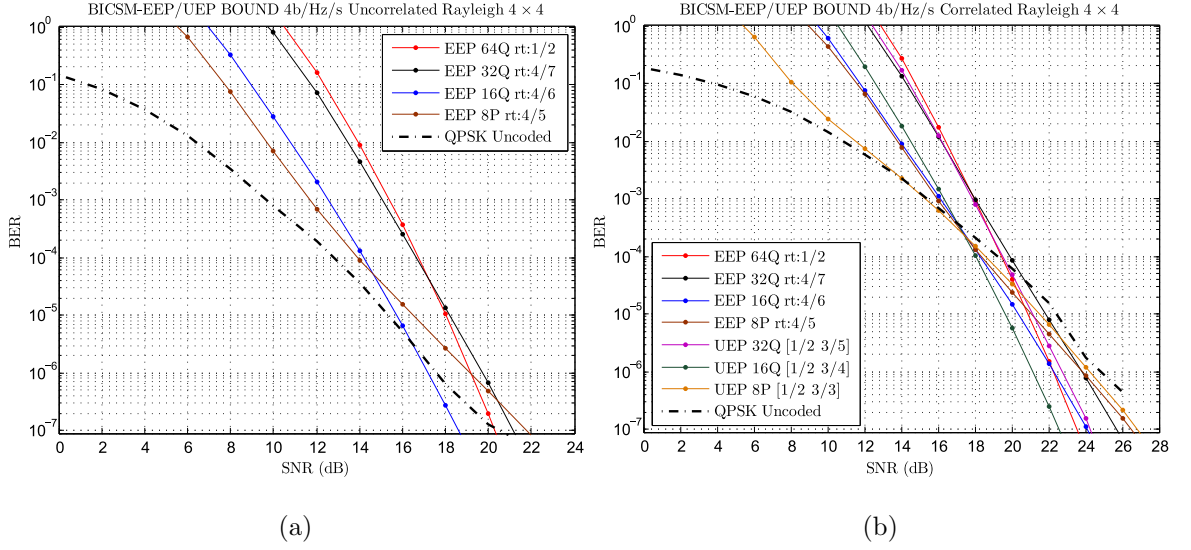 BICSM-EEP/UEP BOUND 4b/Hz/s Uncorrelated Rayleigh 4 × 4
BER
10^0
10^−1
10^−2
10^−3
10^−4
10^−5
10^−6
10^−7
EEP 64Q rt:1/2
EEP 32Q rt:4/7
EEP 16Q rt:4/6
EEP 8P rt:4/5
QPSK Uncoded
0 2 4 6 8 10 12 14 16 18 20 22 24
SNR (dB)
(a)
BICSM-EEP/UEP BOUND 4b/Hz/s Correlated Rayleigh 4 × 4
BER
10^0
10^−1
10^−2
10^−3
10^−4
10^−5
10^−6
10^−7
EEP 64Q rt:1/2
EEP 32Q rt:4/7
EEP 16Q rt:4/6
EEP 8P rt:4/5
UEP 32Q [1/2 3/5]
UEP 16Q [1/2 3/4]
UEP 8P [1/2 3/3]
QPSK Uncoded
0 2 4 6 8 10 12 14 16 18 20 22 24 26 28
SNR (dB)
(b)